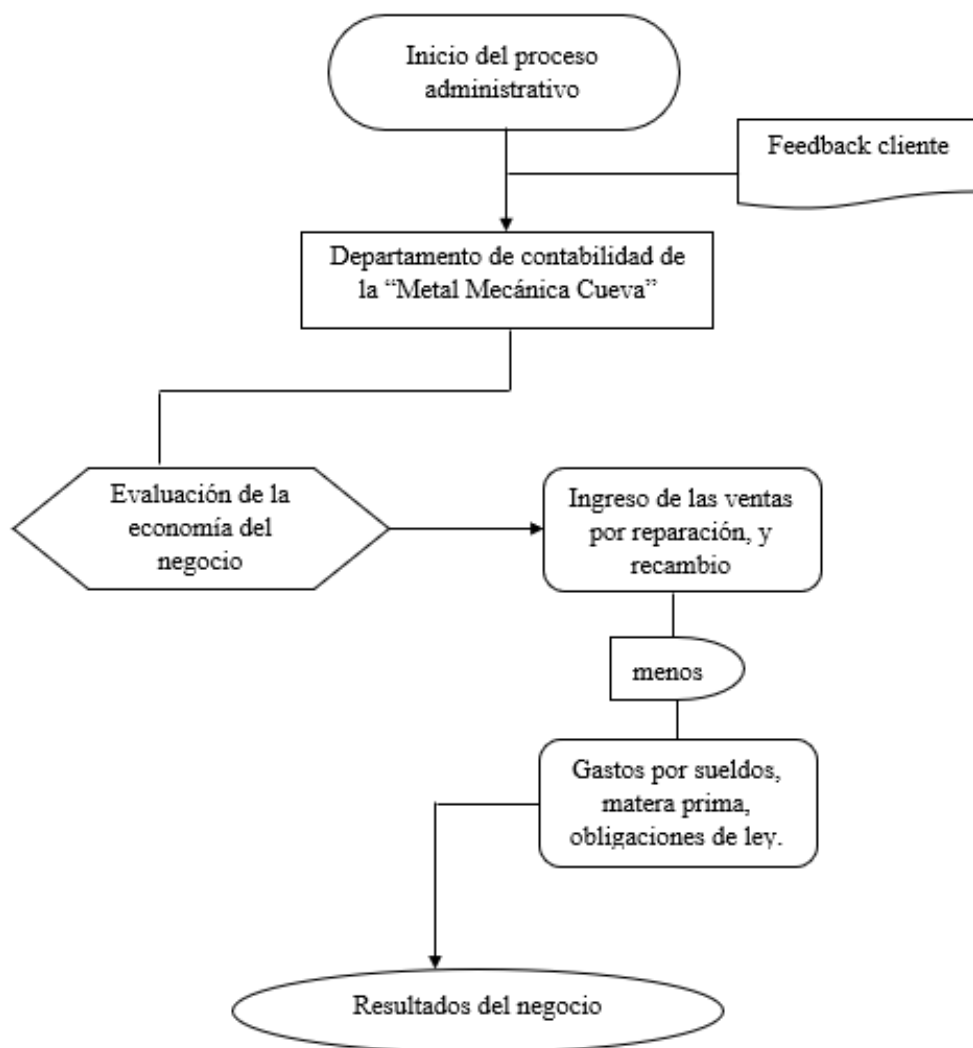 Inicio del proceso
administrativo
Feedback cliente
Departamento de contabilidad de
la “Metal Mecánica Cueva”
Evaluación de la
economía del
negocio
Ingreso de las ventas
por reparación, y
recambio
menos
Gastos por sueldos,
matera prima,
obligaciones de ley.
Resultados del negocio